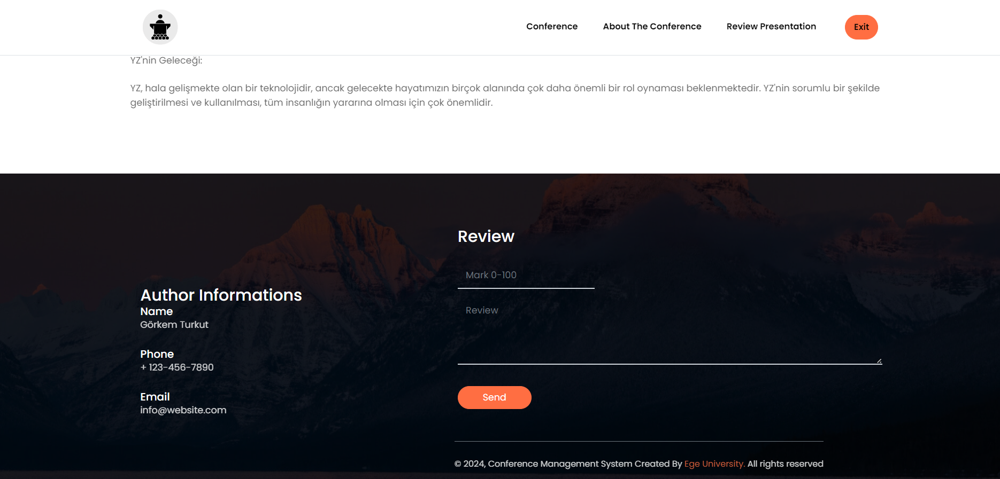 Conference
About The Conference
Review Presentation
Exit
YZ'nin Geleceği:
YZ, hala gelişmekte olan bir teknolojidir, ancak gelecekte hayatımızın birçok alanında çok daha önemli bir rol oynaması beklenmektedir. YZ'nin sorumlu bir şekilde
geliştirilmesi ve kullanılması, tüm insanlığın yararına olması için çok önemlidir.
Author Informations
Name
Görkem Turkut
Phone
+ 123-456-7890
Email
info@website.com
Review
Mark 0-100
Review
Send
© 2024, Conference Management System Created By Ege University. All rights reserved